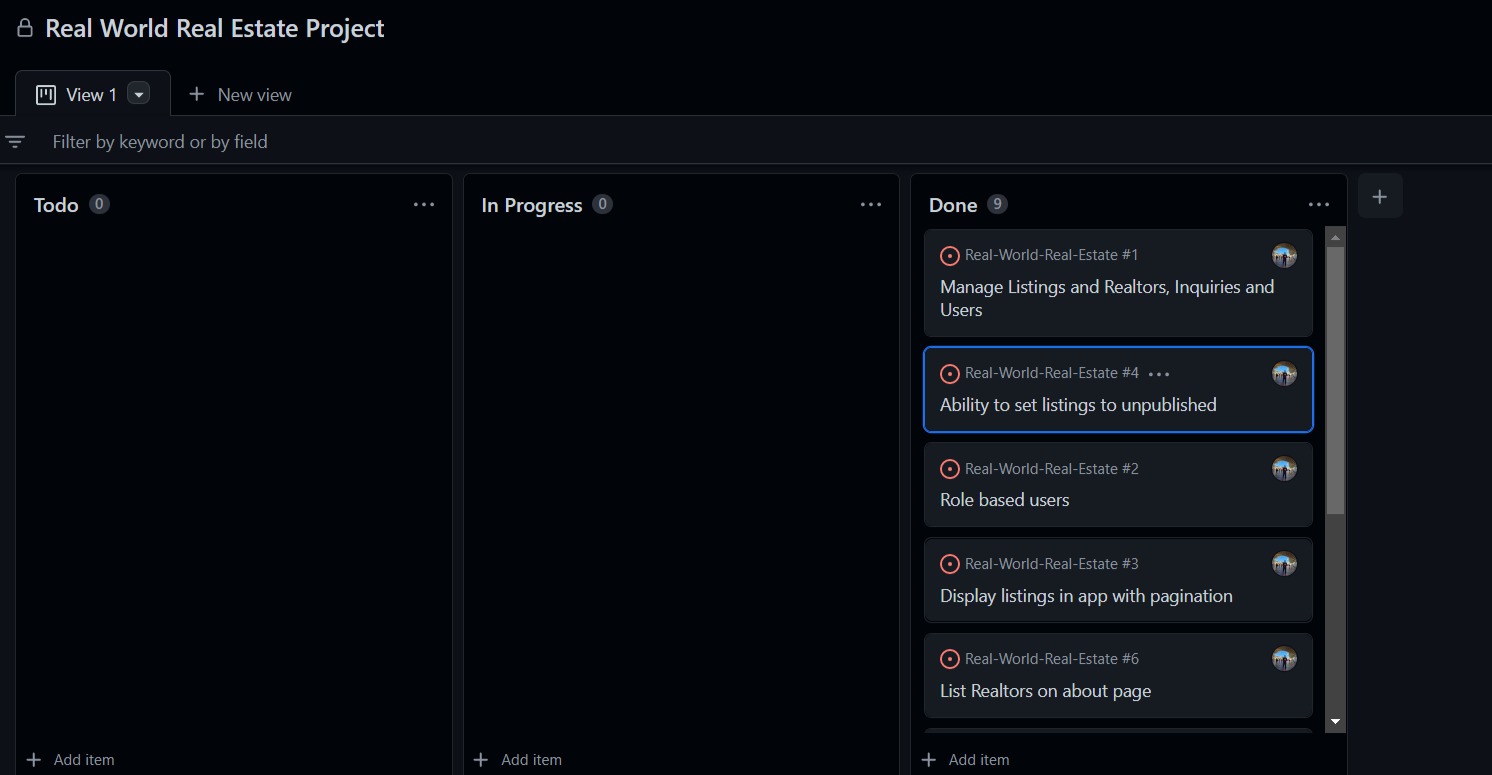 Real World Real Estate Project
View 1
New view
Filter by keyword or by field
Todo 0
In Progress 0
Done 9
Real-World-Real-Estate #1
Manage Listings and Realtors, Inquiries and
Users
Real-World-Real-Estate #4
Ability to set listings to unpublished
Real-World-Real-Estate #2
Role based users
Real-World-Real-Estate #3
Display listings in app with pagination
Real-World-Real-Estate #6
List Realtors on about page
Add item
Add item
Add item